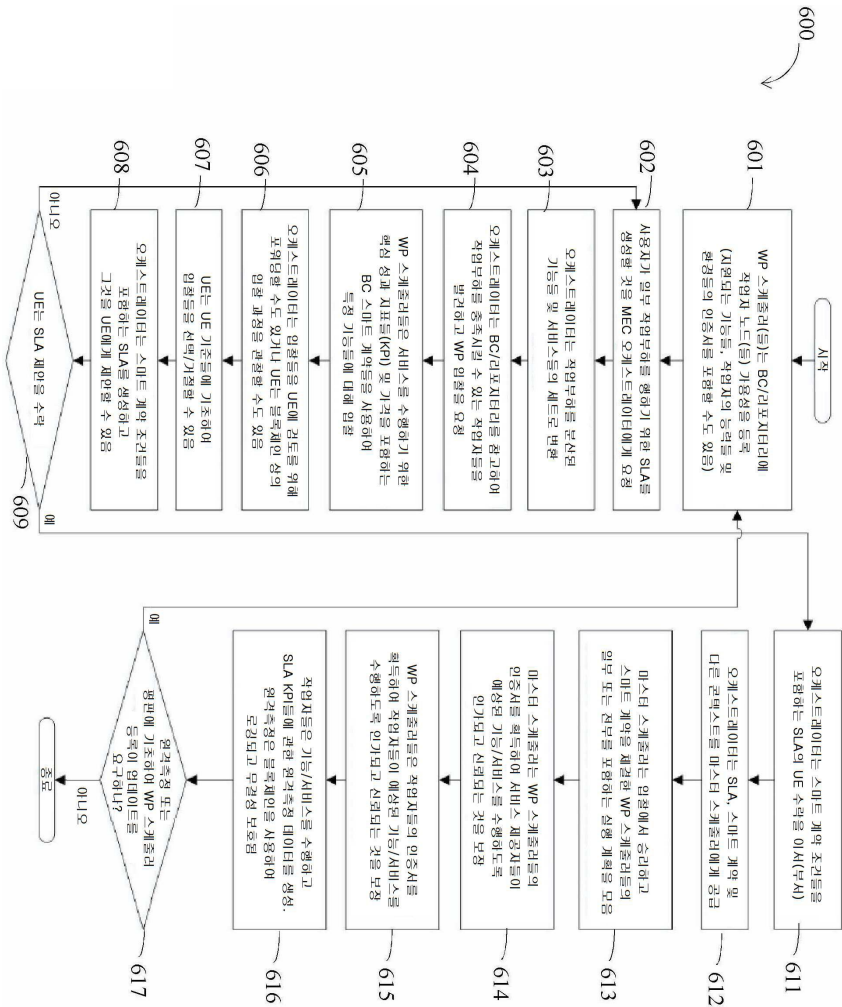 600
시작
601
WP 스케줄러(들)는 BC/리포지터리에
작업자 노드(들) 가용성을 등록
(지원되는 기능들, 작업자의 능력들 및
환경들의 인증서를 포함할 수도 있음)
602
사용자가 일부 작업부하를 행하기 위한 SLA를
생성할 것을 MEC 오케스트레이터에게 요청
603
오케스트레이터는 작업부하를 분산된
기능들 및 서비스들의 세트로 변환
604
오케스트레이터는 BC/리포지터리를 참고하여
작업부하를 충족시킬 수 있는 작업자들을
발견하고 WP 입찰을 요청
605
WP 스케줄러들은 서비스를 수행하기 위한
핵심 성과 지표들(KPI) 및 가격을 포함하는
BC 스마트 계약들을 사용하여
특정 기능들에 대해 입찰
606
오케스트레이터는 입찰들을 UE에 검토를 위해
포워딩할 수도 있거나 UE는 블록체인 상의
입찰 과정을 관찰할 수도 있음
607
UE는 UE 기준들에 기초하여
입찰들을 선택/거절할 수 있음
608
오케스트레이터는 스마트 계약 조건들을
포함하는 SLA를 생성하고
그것을 UE에게 제안할 수 있음
아니오
UE는 SLA 제안을 수락
예
609
오케스트레이터는 스마트 계약 조건들을
포함하는 SLA의 UE 수락을 이서(부서)
611
오케스트레이터는 SLA, 스마트 계약 및
다른 콘텍스트를 마스터 스케줄러에게 공급
612
마스터 스케줄러는 입찰에서 승리하고
스마트 계약을 체결한 WP 스케줄러들의
일부 또는 전부를 포함하는 실행 계획을 모음
613
마스터 스케줄러는 WP 스케줄러들의
인증서를 획득하여 서비스 제공자들이
예상된 기능/서비스를 수행하도록
인가되고 신뢰되는 것을 보장
614
WP 스케줄러들은 작업자들의 인증서를
획득하여 작업자들이 예상된 기능/서비스를
수행하도록 인가되고 신뢰되는 것을 보장
615
작업자들은 기능/서비스를 수행하고
SLA KPI들에 관한 원격측정 데이터를 생성.
원격측정은 블록체인을 사용하여
로깅되고 무결성 보호됨
616
예
원격측정 또는
평판에 기초하여 WP 스케줄러
등록이 업데이트를
요구하나?
617
아니오
종료